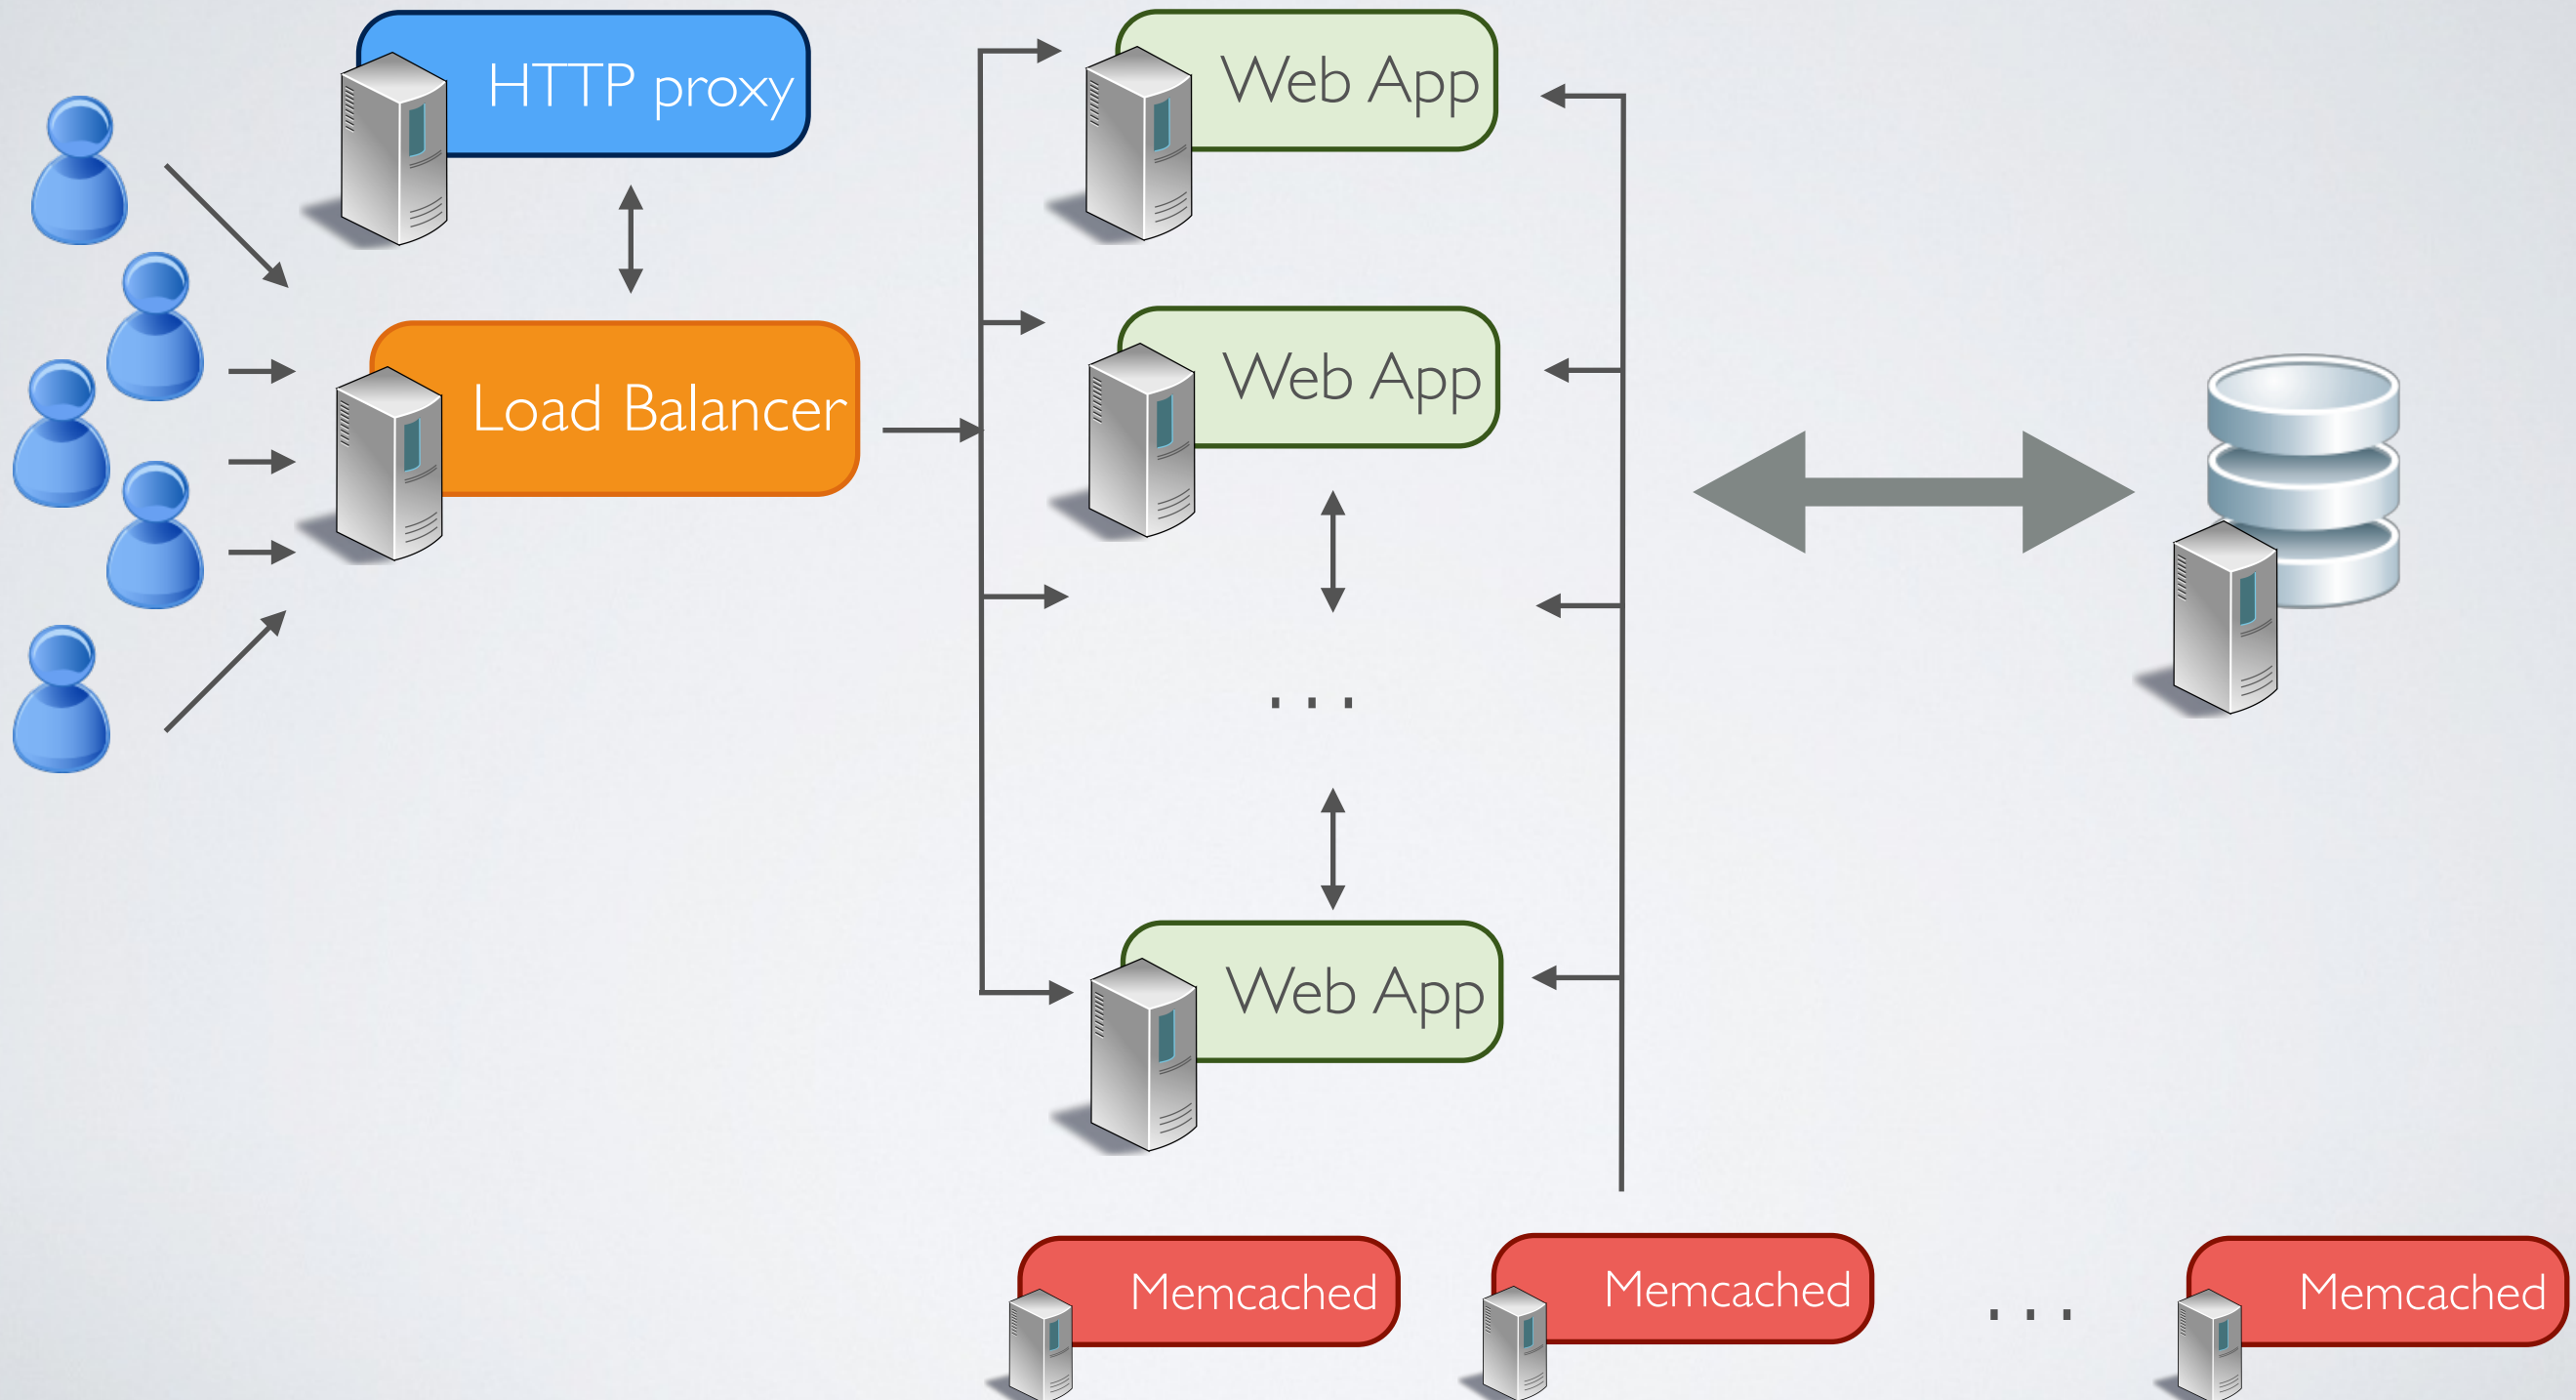 HTTP proxy
Web App
Load Balancer
Web App
...
Web App
Memcached
Memcached
...
Memcached